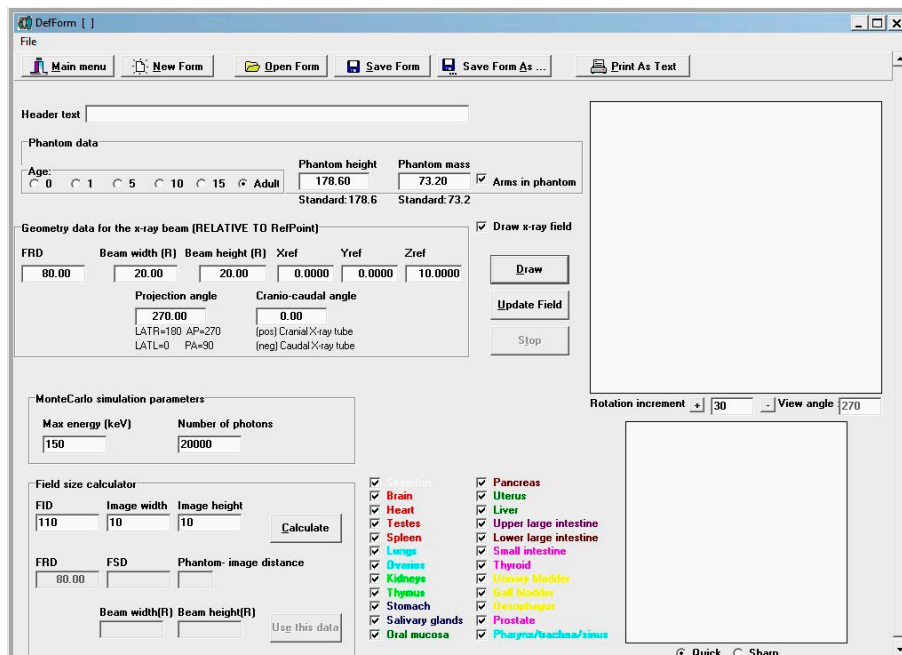 DefForm [ ]
File
Main menu New Form Open Form Save Form Save Form As ... Print As Text
Header text
Phantom data
Age:
0 1 5 10 15 Adult
Phantom height Phantom mass
178.60 73.20 Arms in phantom
Standard: 178.6 Standard: 73.2
Geometry data for the x-ray beam (RELATIVE TO RefPoint)
Draw x-ray field
FRD Beam width (R) Beam height (R) Xref Yref Zref
80.00 20.00 20.00 0.0000 0.0000 10.0000
Draw
Projection angle Cranio-caudal angle
270.00 0.00
Update Field
LATR=180 AP=270 (pos) Cranial X-ray tube
LATL=0 PA=90 (neg) Caudal X-ray tube
Stop
MonteCarlo simulation parameters
Max energy (keV) Number of photons
150 20000
Rotation increment + 30 - View angle : 270
Field size calculator
FID Image width Image height
110 10 10
Calculate
FRD FSD Phantom- image distance
80.00
Beam width(R) Beam height(R)
Use this data
Skeleton
Brain
Heart
Testes
Spleen
Lungs
Ovaries
Kidneys
Thymus
Stomach
Salivary glands
Oral mucosa
Pancreas
Uterus
Liver
Upper large intestine
Lower large intestine
Small intestine
Thyroid
Urinary bladder
Gall bladder
Oesophagus
Prostate
Pharynx/trachea/sinus
Quick Sharp